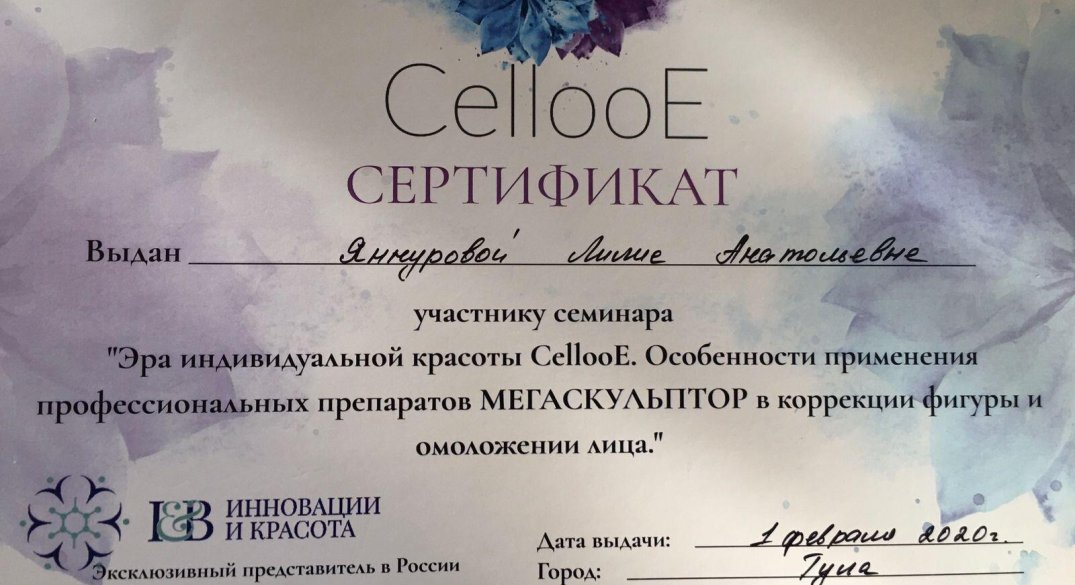 CellooE
СЕРТИФИКАТ
Выдан Яннуровой Лилие Анатольевне
участнику семинара
"Эра индивидуальной красоты CellooE. Особенности применения
профессиональных препаратов МЕГАСКУЛЬПТОР в коррекции фигуры и
омоложении лица."
I&B ИННОВАЦИИ
И КРАСОТА
Эксклюзивный представитель в России
Дата выдачи: 1 февраля 2020г.
Город: Тула